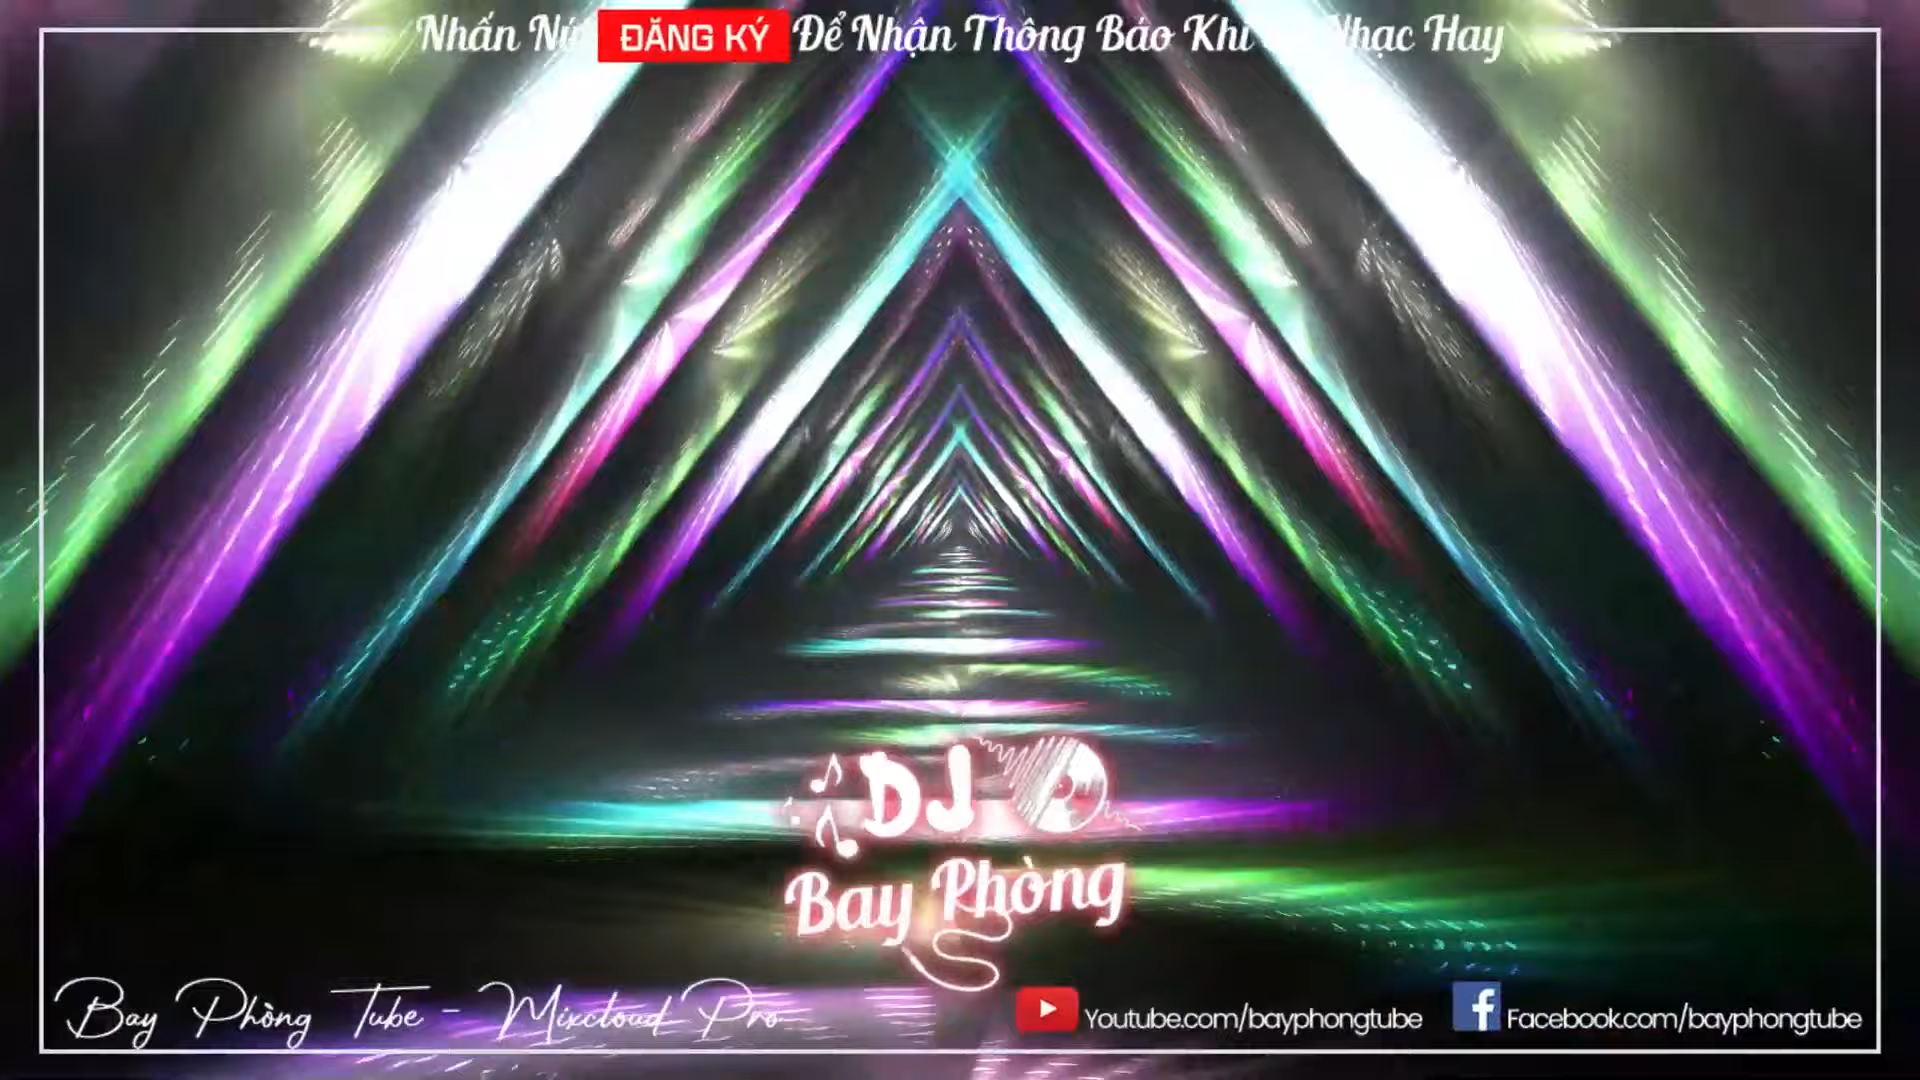 Nhấn ĐĂNG KÝ Để Nhận Thông Báo Khi Nhạc Hay
DJ
Bay Phòng
Bay Phòng Tube - Mixcloud Pro
Youtube.com/bayphongtube
Facebook.com/bayphongtube